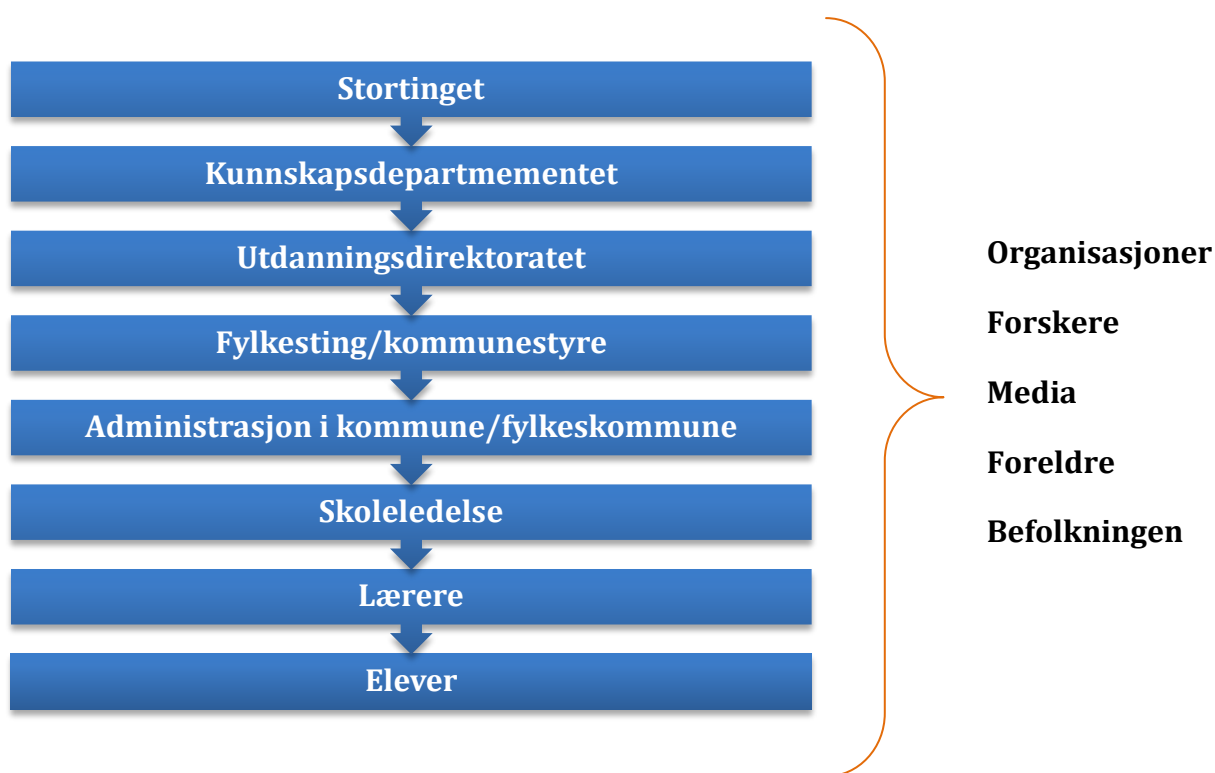 Stortinget
Kunnskapsdepartmementet
Utdanningsdirektoratet
Fylkesting/kommunestyre
Administrasjon i kommune/fylkeskommune
Skoleledelse
Lærere
Elever
Organisasjoner
Forskere
Media
Foreldre
Befolkningen